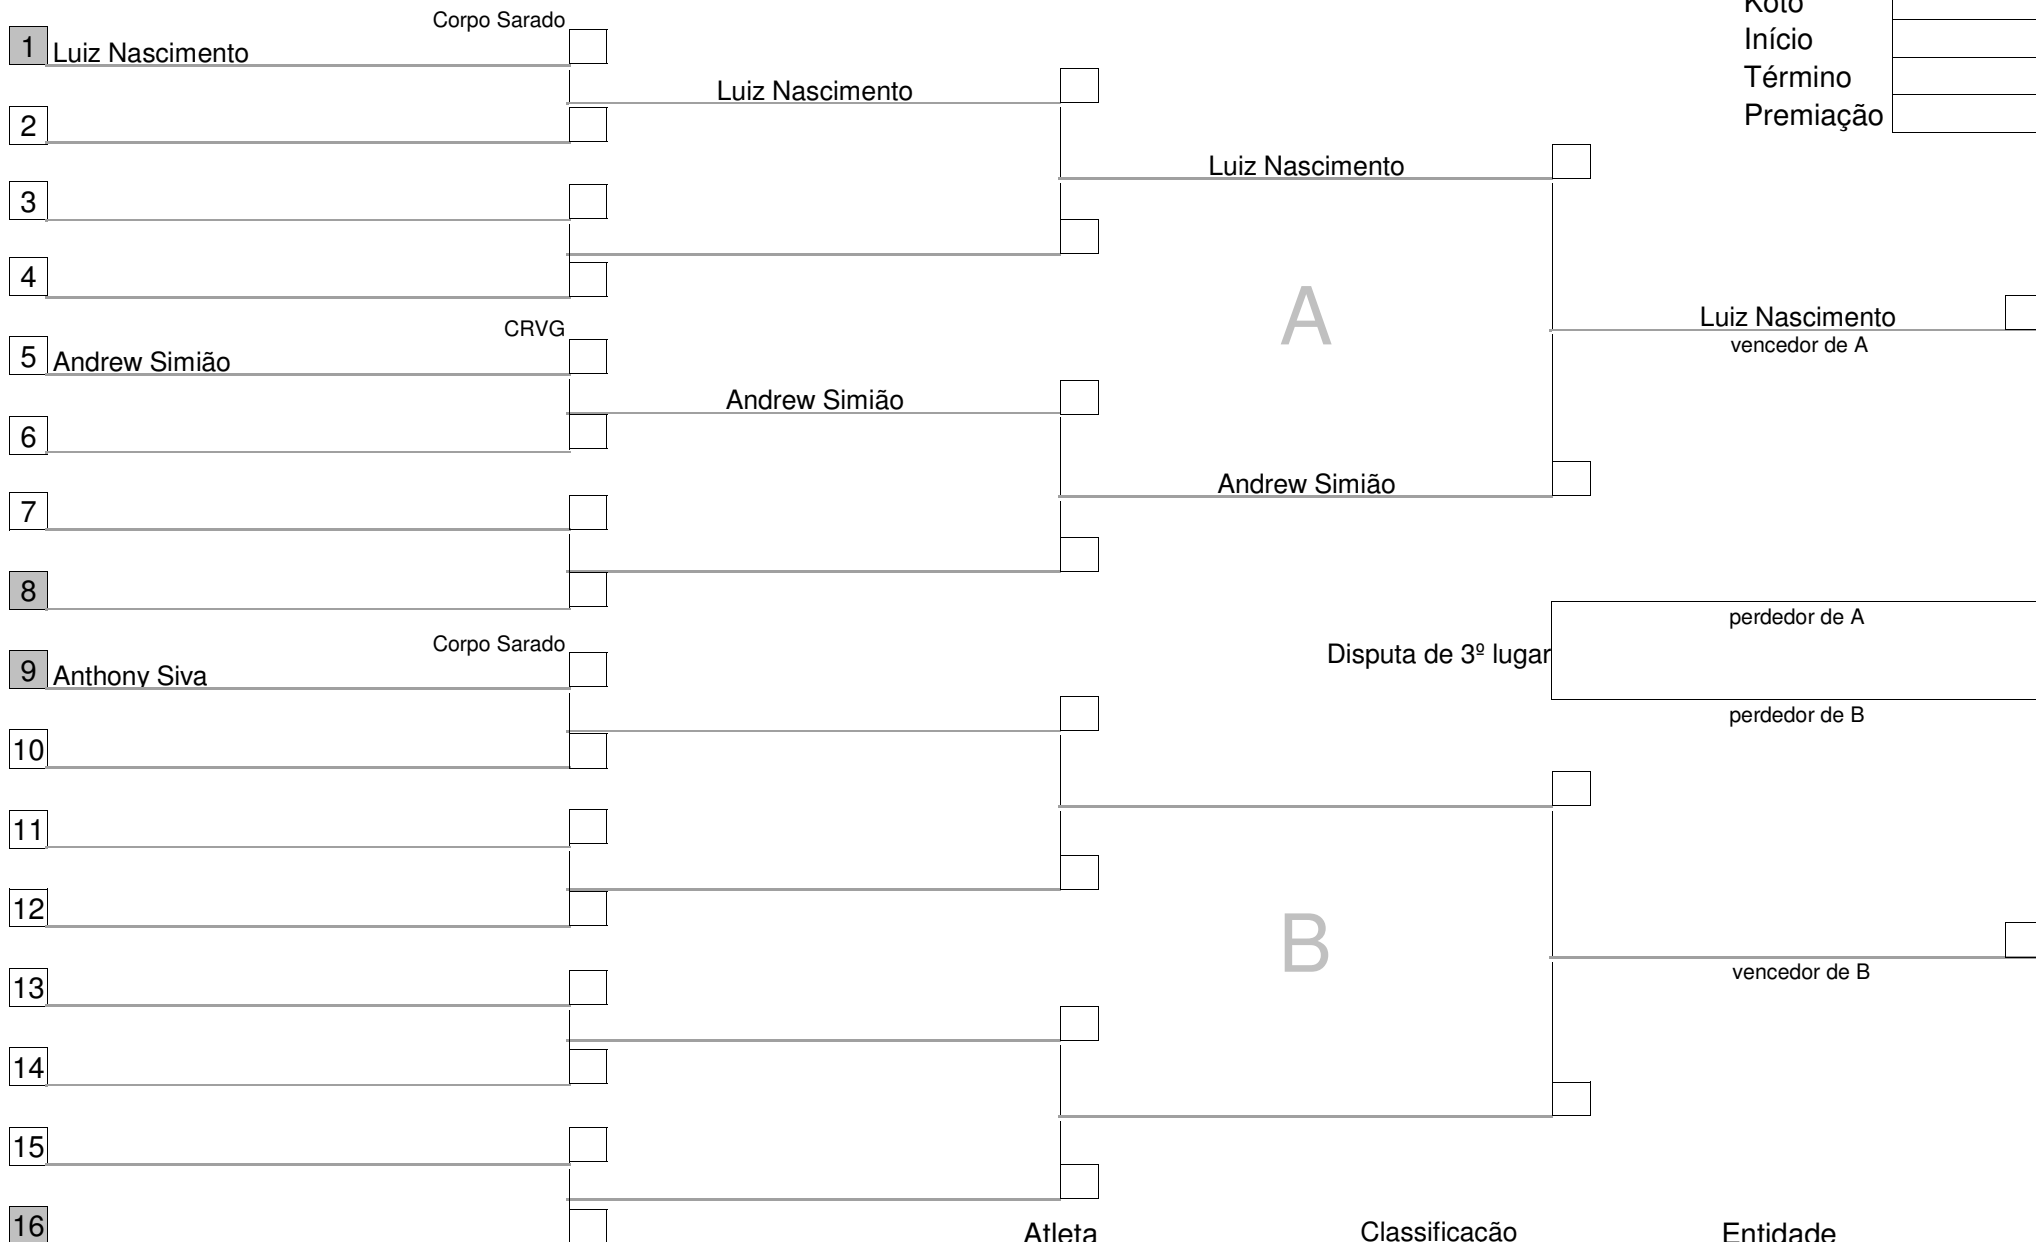 Koto
Corpo Sarado
1 Luiz Nascimento
Início
Luiz Nascimento
Término
2
Premiação
Luiz Nascimento
3
4
A
Luiz Nascimento
CRVG
vencedor de A
5 Andrew Simião
Andrew Simião
6
Andrew Simião
7
8
perdedor de A
Corpo Sarado
Disputa de 3º lugar
9 Anthony Siva
perdedor de B
10
11
12
B
vencedor de B
13
14
15
16
Atleta Classificacão Entidade